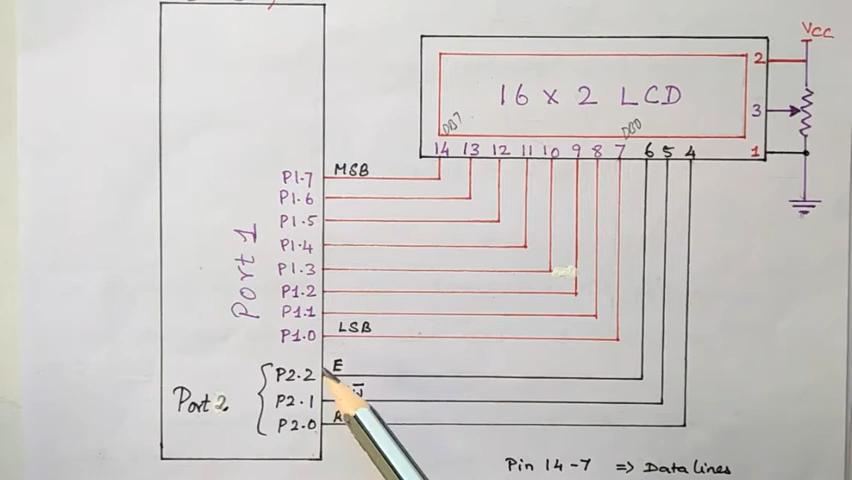 VCC
2
16 x 2 LCD
3
DB7
DB0
14 13 12 11 10 9 8 7 6 5 4
1
P1.7 MSB
P1.6
P1.5
P1.4
P1.3
P1.2
P1.1
P1.0 LSB
Port 1
P2.2 E
P2.1
P2.0
Port 2
Pin 14-7 => Data lines